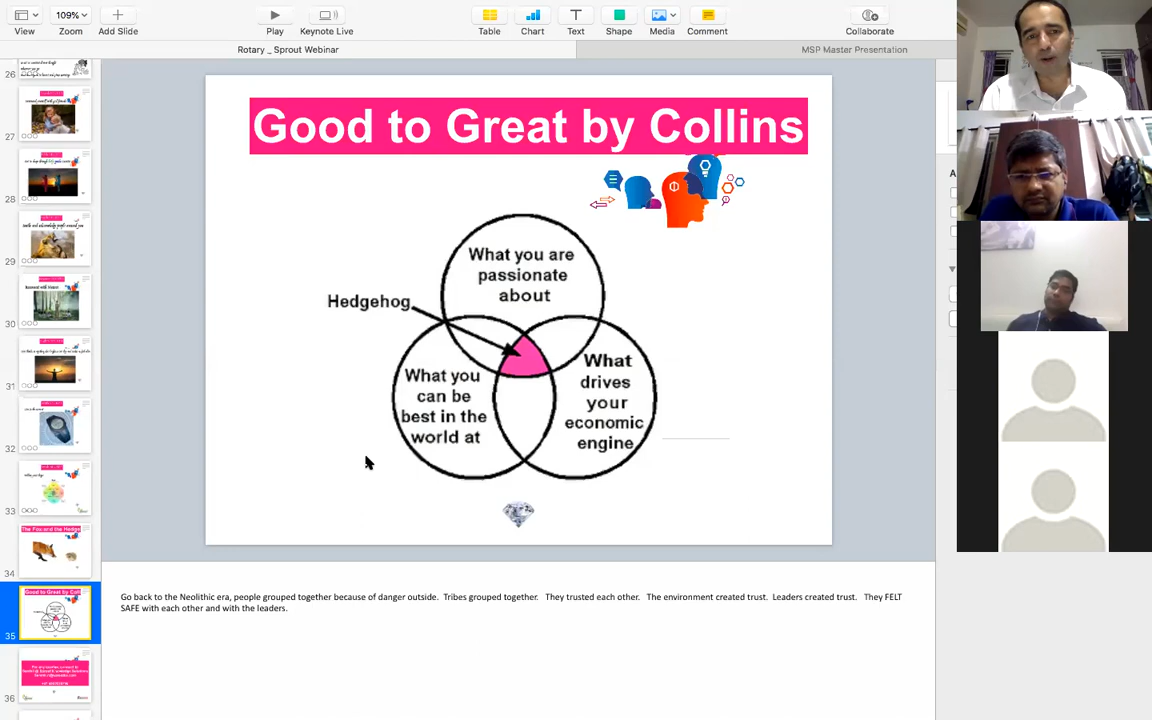 109%
View
Zoom
Add Slide
Play
Keynote Live
Table
Chart
Text
Shape
Media
Comment
Collaborate
Rotary _ Sprout Webinar
MSP Master Presentation
26
27
28
29
30
31
32
33
The Fox and the Hedge
34
Good to Great by Coll
35
36
Good to Great by Collins
What you are
passionate
about
Hedgehog
What you
can be
best in the
world at
What
drives
your
economic
engine
Go back to the Neolithic era, people grouped together because of danger outside. Tribes grouped together. They trusted each other. The environment created trust. Leaders created trust. They FELT
SAFE with each other and with the leaders.